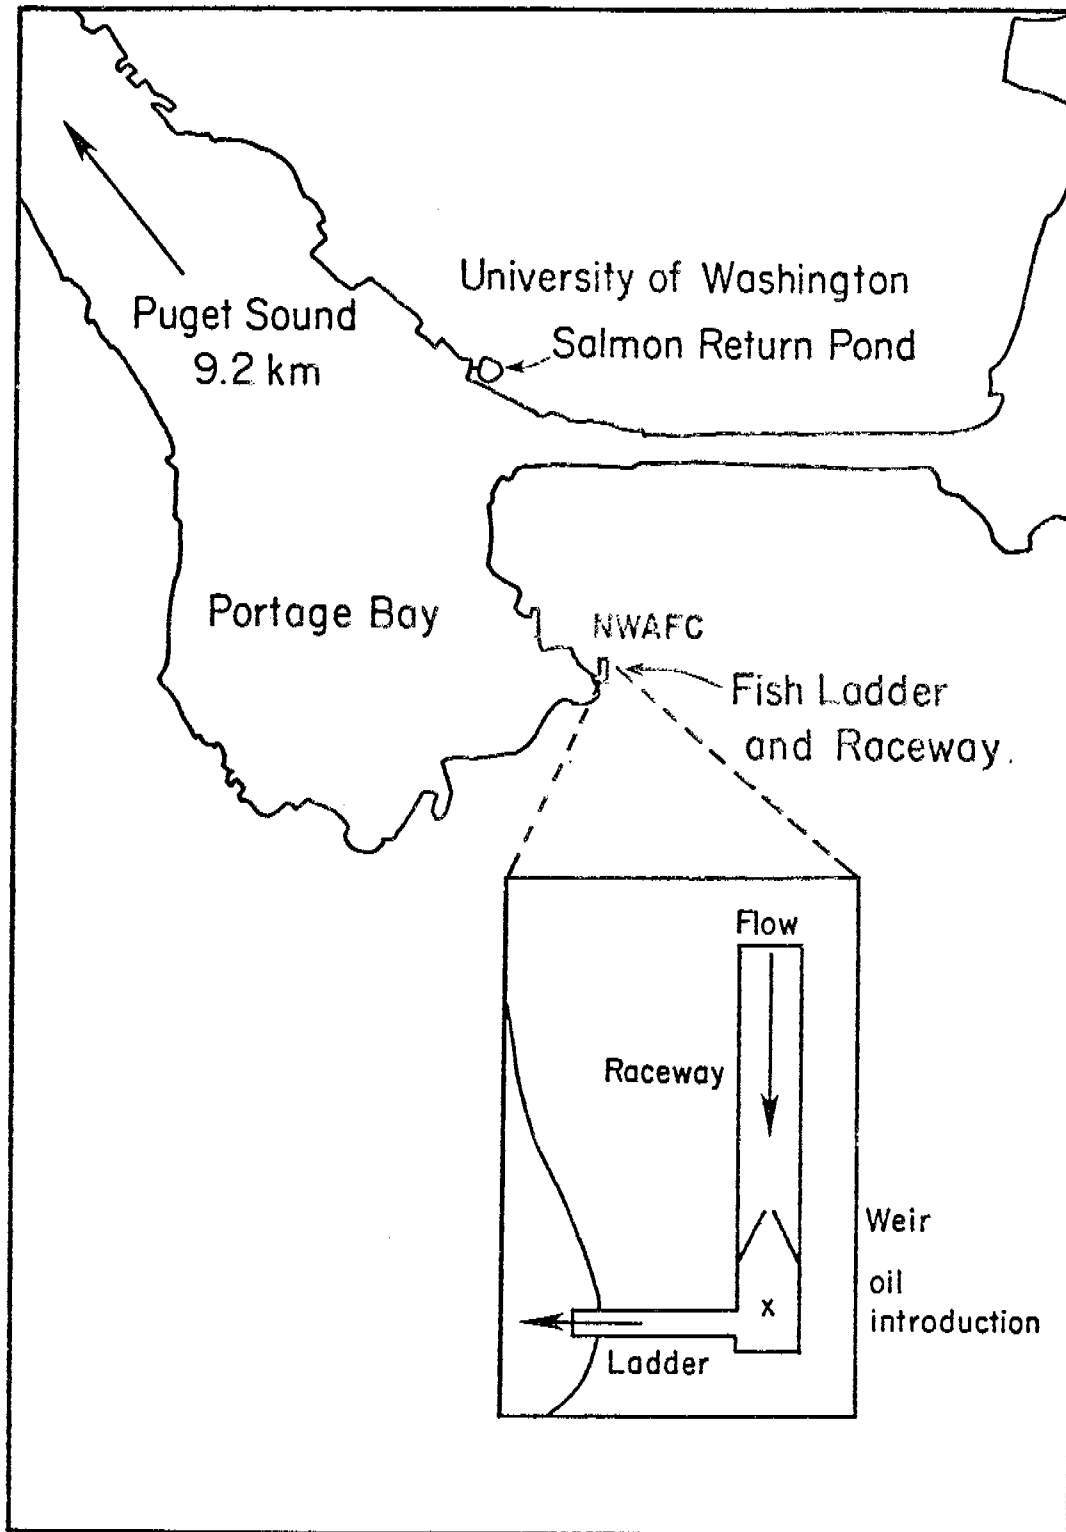 University of Washington
Salmon Return Pond
Puget Sound
9.2 km
Portage Bay
NWAFC
Fish Ladder
and Raceway.
Flow
Raceway
Weir
oil
introduction
x
Ladder